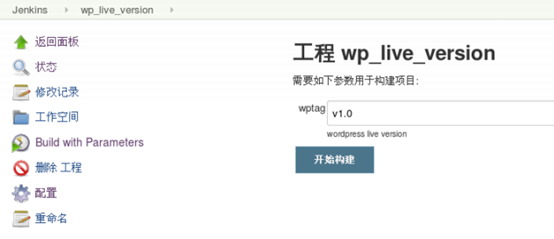 Jenkins wp_live_version
返回面板
状态
修改记录
工作空间
Build with Parameters
删除 工程
配置
重命名
工程 wp_live_version
需要如下参数用于构建项目:
wptag v1.0
wordpress live version
开始构建